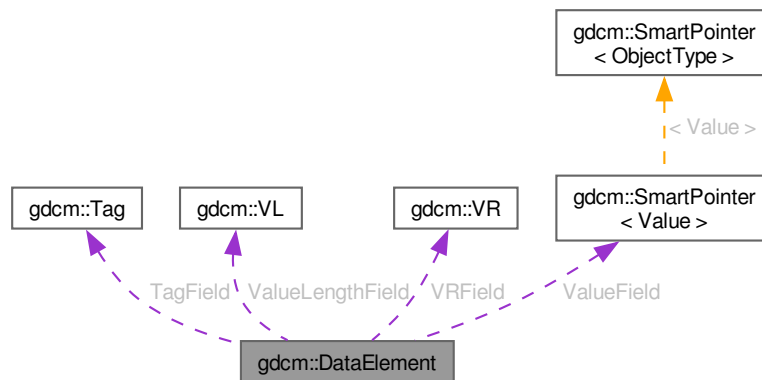 gdcm::SmartPointer
< ObjectType >
< Value >
gdcm::Tag
gdcm::VL
gdcm::VR
gdcm::SmartPointer
< Value >
TagField
ValueLengthField
VRField
ValueField
gdcm::DataElement